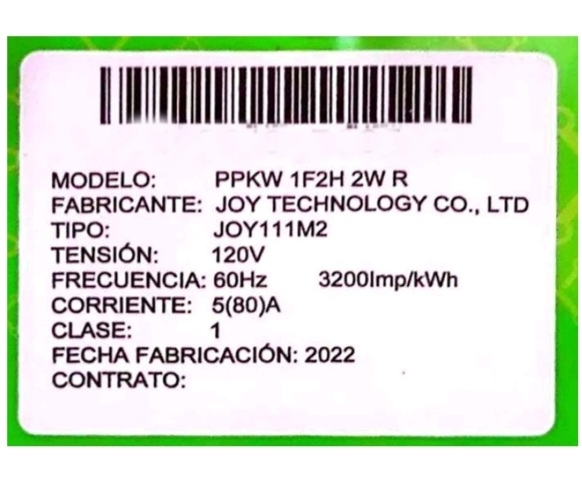 MODELO: PPKW 1F2H 2W R
FABRICANTE: JOY TECHNOLOGY CO., LTD
TIPO: JOY111M2
TENSIÓN: 120V
FRECUENCIA: 60Hz 3200Imp/kWh
CORRIENTE: 5(80)A
CLASE: 1
FECHA FABRICACIÓN: 2022
CONTRATO: